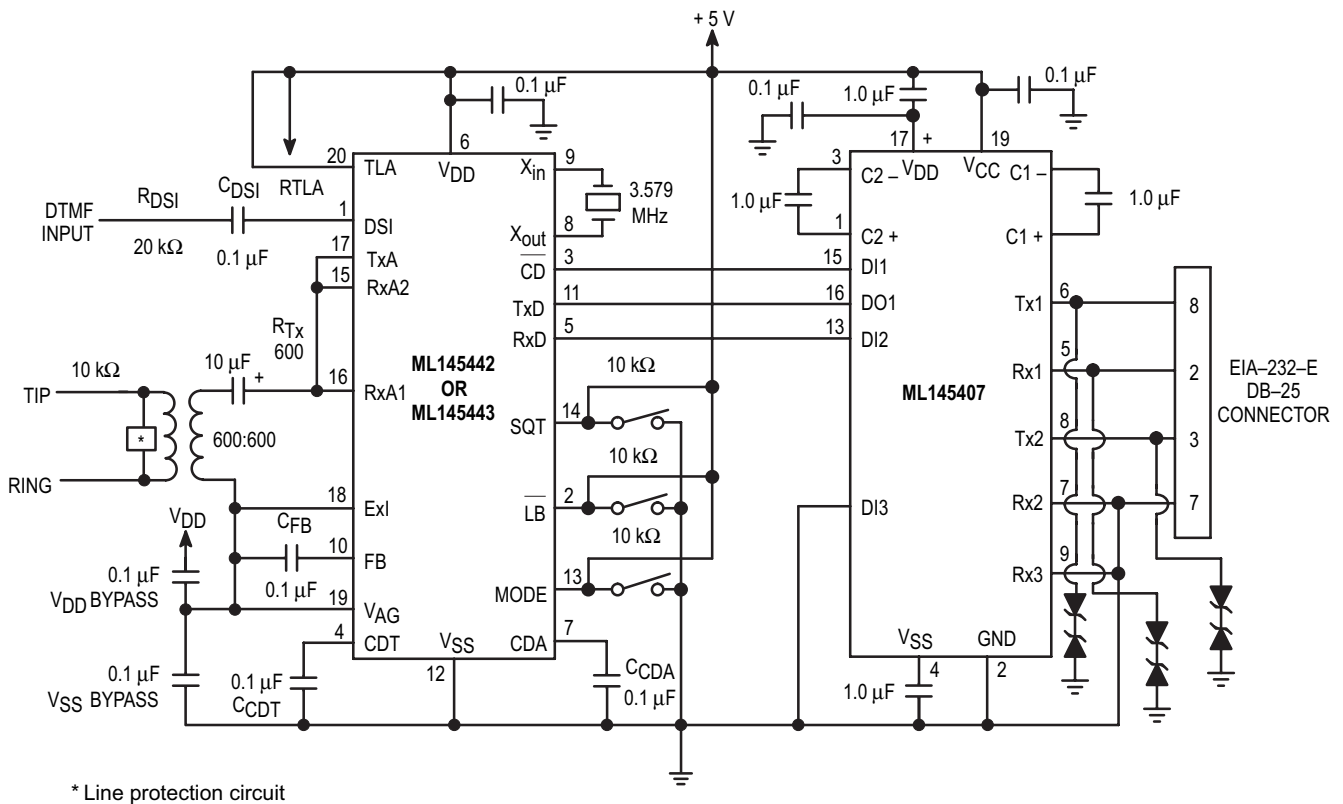 + 5 V
0.1 µF
0.1 µF
1.0 µF
0.1 µF
6
17
+
19
20
TLA
VDD
Xin
9
3
C2 –
VDD
VCC
C1 –
RTLA
3.579
MHz
1.0 µF
1.0 µF
DTMF
INPUT
RDSI
20 kΩ
CDSI
0.1 µF
1
DSI
Xout
8
1
C2 +
C1 +
17
TxA
CD
3
15
DI1
15
RxA2
TxD
11
16
DO1
Tx1
6
8
RTx
600
RxD
5
13
DI2
10 kΩ
10 µF
+
16
RxA1
ML145442
OR
ML145443
10 kΩ
ML145407
Rx1
5
2
EIA–232–E
DB–25
CONNECTOR
TIP
*
600:600
SQT
14
Tx2
8
3
10 kΩ
RING
18
ExI
LB
2
DI3
Rx2
7
7
VDD
CFB
10 kΩ
10
FB
0.1 µF
Rx3
9
0.1 µF
VDD BYPASS
MODE
13
19
VAG
4
CDT
VSS
CDA
7
VSS
GND
0.1 µF
VSS BYPASS
0.1 µF
CCDT
12
CCDA
0.1 µF
1.0 µF
4
2
* Line protection circuit